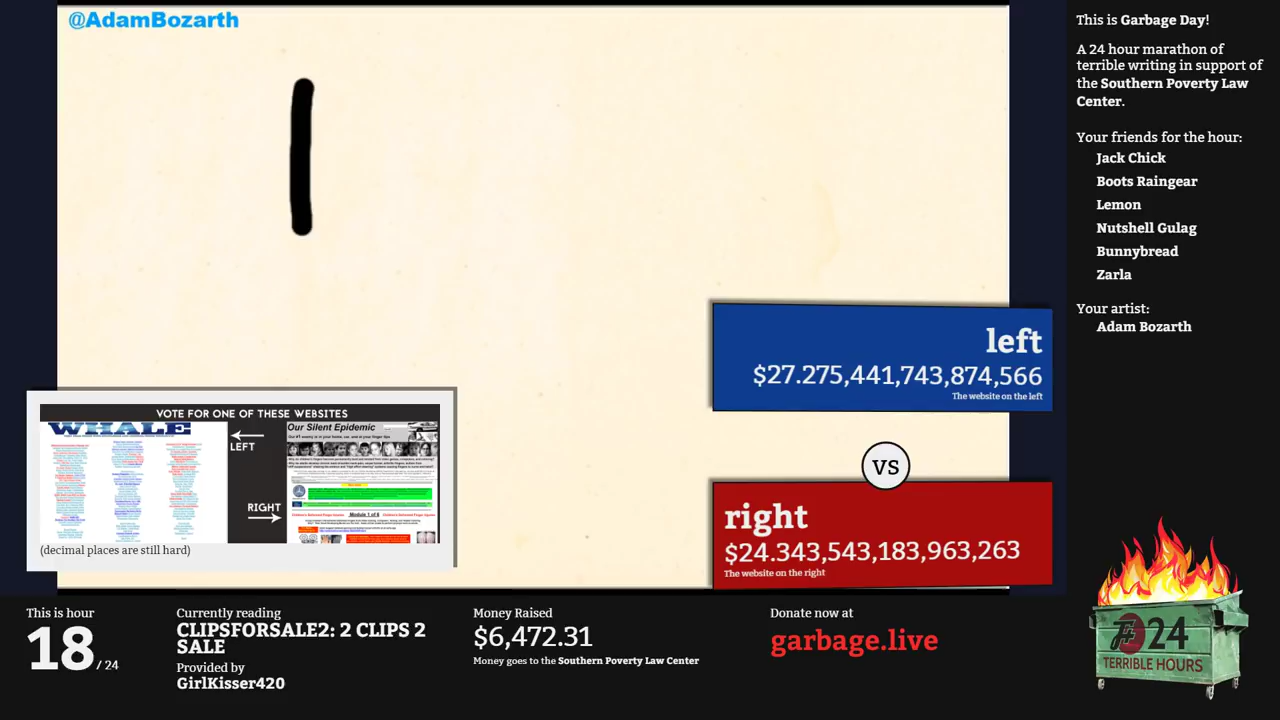 @AdamBozarth
This is Garbage Day!
A 24 hour marathon of
terrible writing in support of
the Southern Poverty Law
Center.
Your friends for the hour:
Jack Chick
Boots Raingear
Lemon
Nutshell Gulag
Bunnybread
Zarla
Your artist:
Adam Bozarth
left
$27.275,441,743,874,566
The website on the left
VS
right
$24.343,543,183,963,263
The website on the right
VOTE FOR ONE OF THESE WEBSITES
WHALE
LEFT
RIGHT
Our Silent Epidemic
Module 1 of 8
(decimal places are still hard)
This is hour
18 / 24
Currently reading
CLIPSFORSALE2: 2 CLIPS 2
SALE
Provided by
GirlKisser420
Money Raised
$6,472.31
Money goes to the Southern Poverty Law Center
Donate now at
garbage.live
24
TERRIBLE HOURS